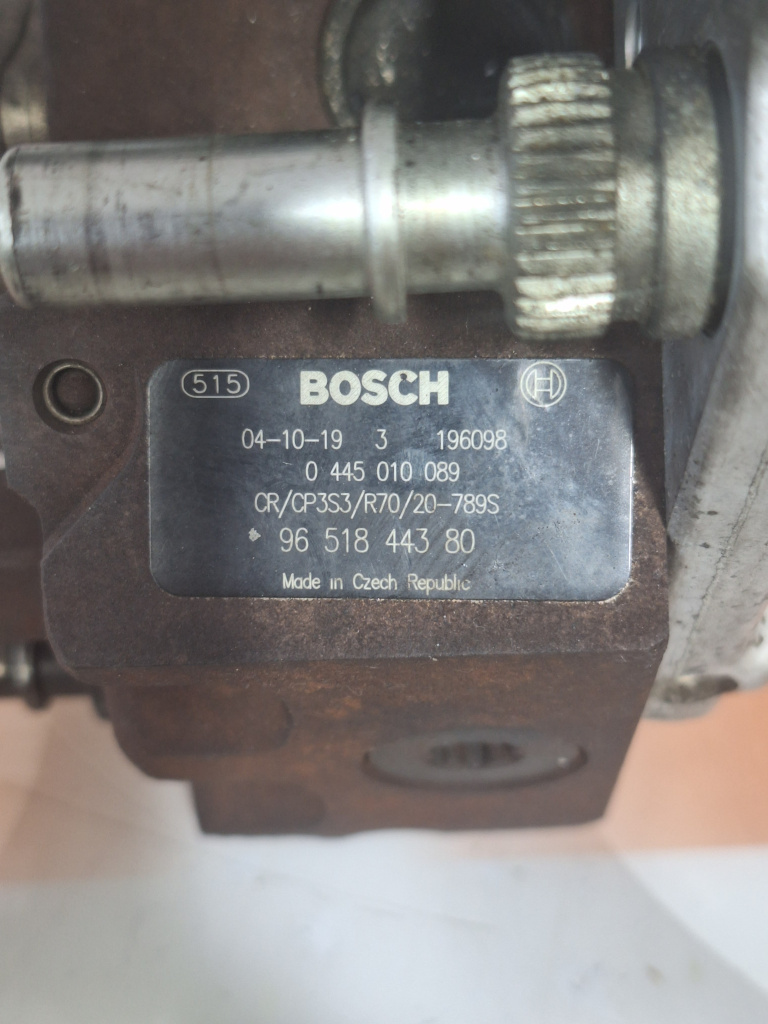 515 BOSCH
04-10-19 3 196098
0 445 010 089
CR/CP3S3/R70/20-789S
96 518 443 80
Made in Czech Republic